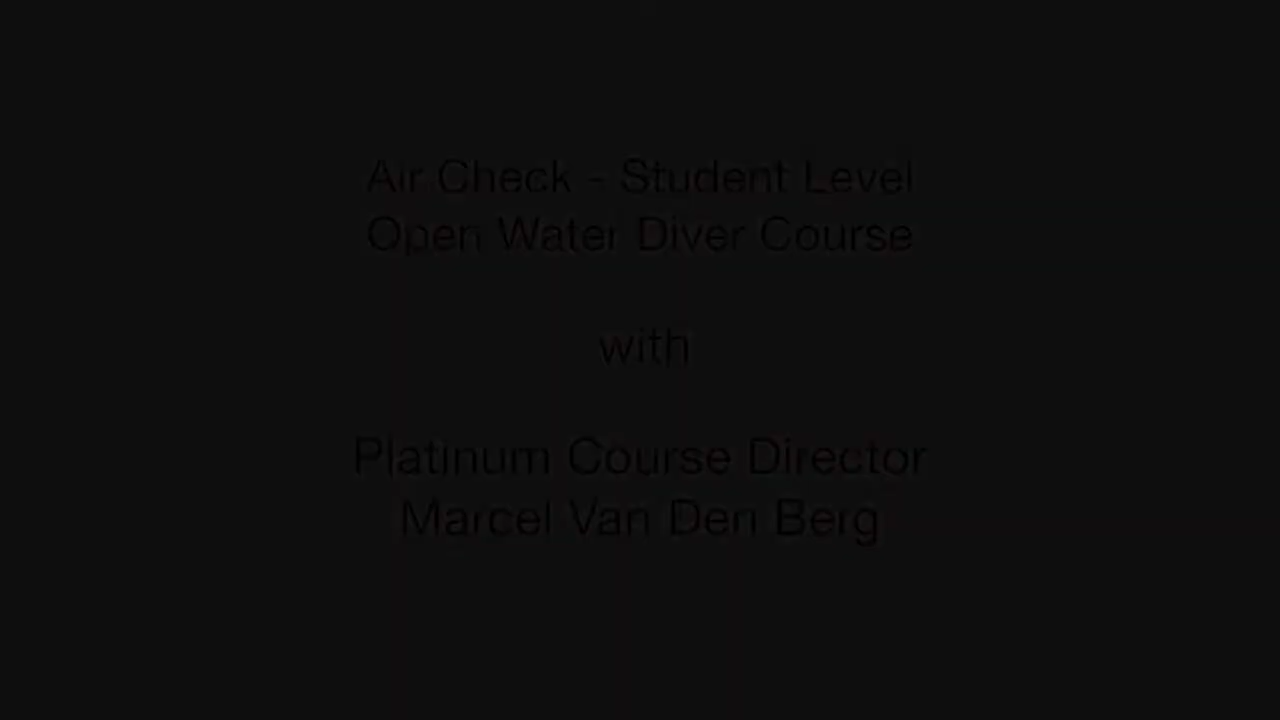 Air Check - Student Level
Open Water Diver Course
with
Platinum Course Director
Marcel Van Den Berg